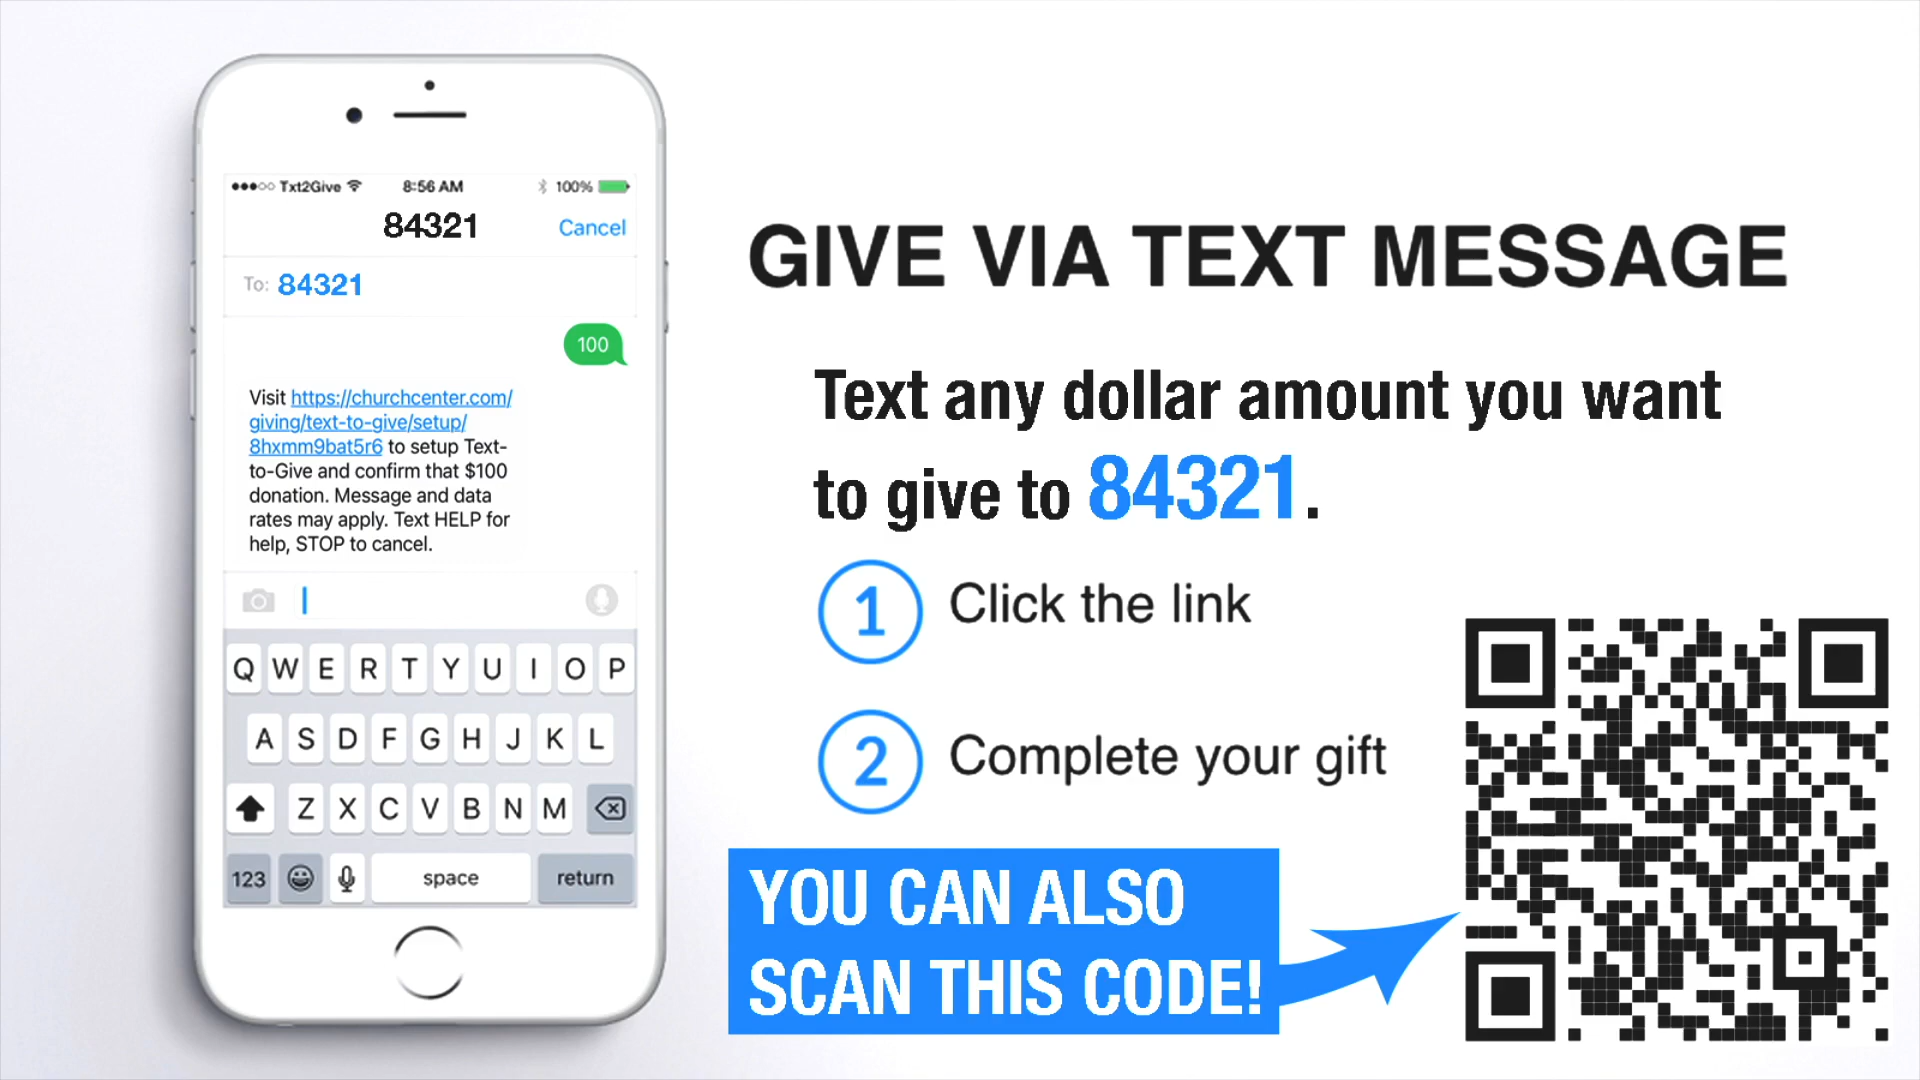 Txt2Give 8:56 AM 100%
84321 Cancel
To: 84321
100
Visit https://churchcenter.com/
giving/text-to-give/setup/
8hxmm9bat5r6 to setup Text-
to-Give and confirm that $100
donation. Message and data
rates may apply. Text HELP for
help, STOP to cancel.
Q W E R T Y U I O P
A S D F G H J K L
Z X C V B N M
123 space return
GIVE VIA TEXT MESSAGE
Text any dollar amount you want
to give to 84321.
1 Click the link
2 Complete your gift
YOU CAN ALSO
SCAN THIS CODE!